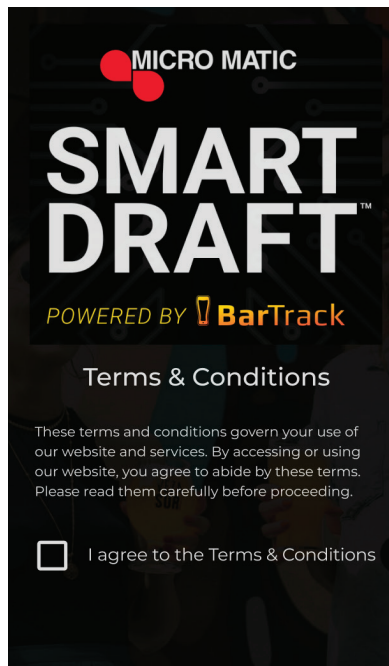 MICRO MATIC
SMART
DRAFT™
POWERED BY BarTrack
Terms & Conditions
These terms and conditions govern your use of
our website and services. By accessing or using
our website, you agree to abide by these terms.
Please read them carefully before proceeding.
I agree to the Terms & Conditions